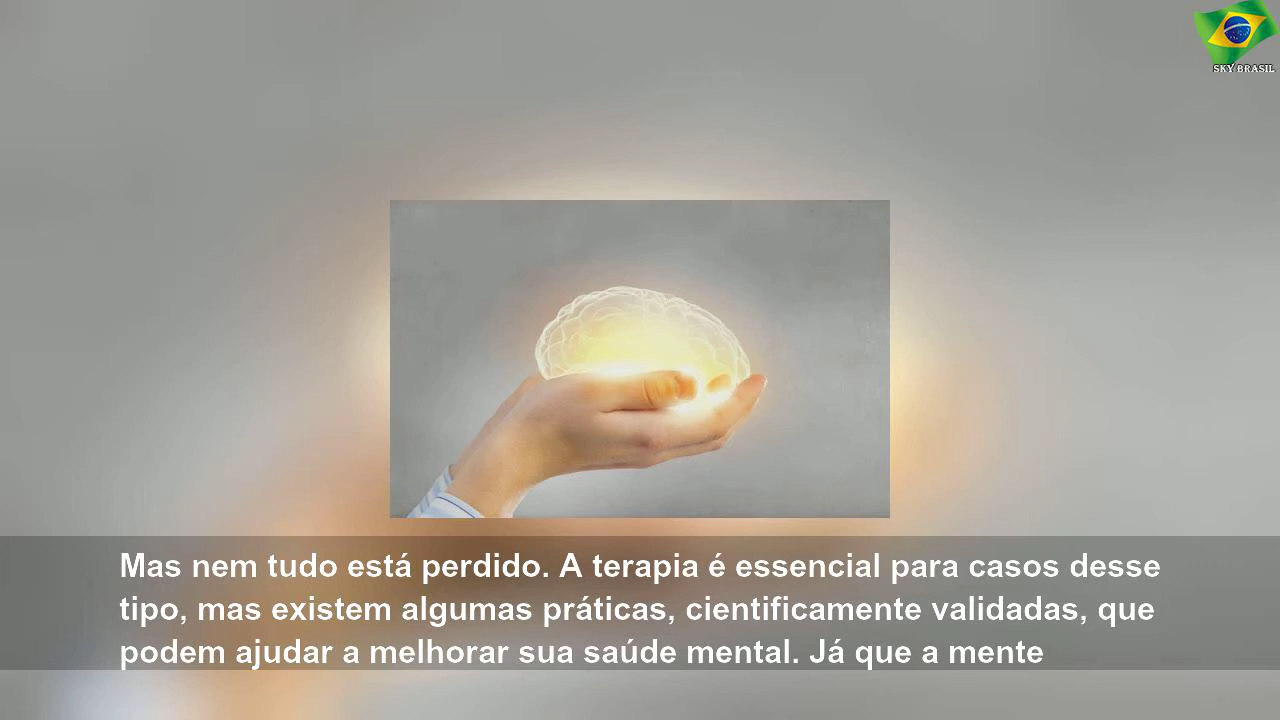 SKY BRASIL
Mas nem tudo está perdido. A terapia é essencial para casos desse
tipo, mas existem algumas práticas, cientificamente validadas, que
podem ajudar a melhorar sua saúde mental. Já que a mente